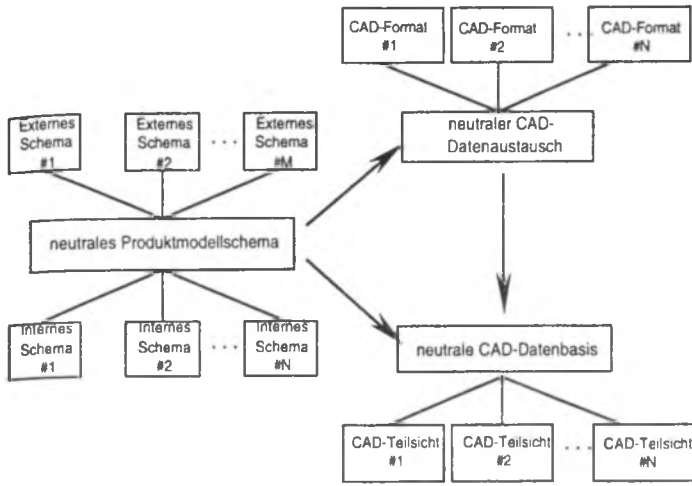 CAD-Format
#1
CAD-Format
#2
...
CAD-Format
#N
neutraler CAD-
Datenaustausch
Externes
Schema
#1
Externes
Schema
#2
...
Externes
Schema
#M
neutrales Produktmodellschema
Internes
Schema
#1
Internes
Schema
#2
...
Internes
Schema
#N
neutrale CAD-Datenbasis
CAD-Teilsicht
#1
CAD-Teilsicht
#2
...
CAD-Teilsicht
#N